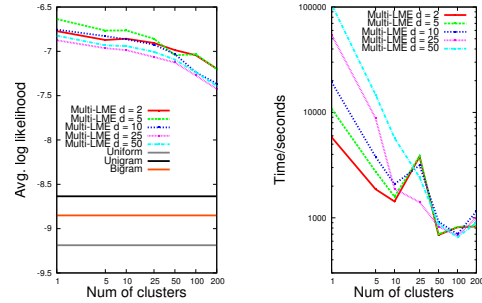 -6
-6.5
-7
-7.5
-8
-8.5
-9
-9.5
Avg. log likelihood
Multi-LME d = 2
Multi-LME d = 5
Multi-LME d = 10
Multi-LME d = 25
Multi-LME d = 50
Uniform
Unigram
Bigram
1 5 10 25 50 100 200
Num of clusters
100000
10000
1000
Time/seconds
Multi-LME d = 2
Multi-LME d = 5
Multi-LME d = 10
Multi-LME d = 25
Multi-LME d = 50
1 5 10 25 50 100 200
Num of clusters